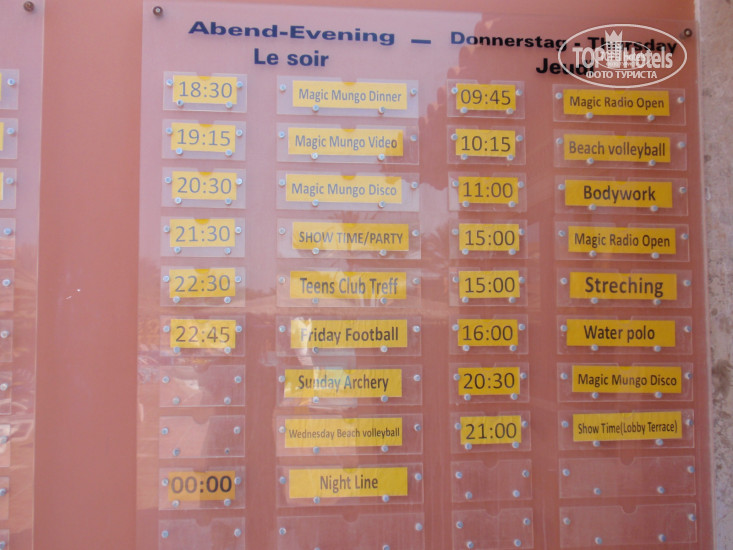 Abend-Evening – Donnerstag - Thursday
Le soir Jeudi
TOP Hotels
ФОТО ТУРИСТА
18:30 Magic Mungo Dinner 09:45 Magic Radio Open
19:15 Magic Mungo Video 10:15 Beach volleyball
20:30 Magic Mungo Disco 11:00 Bodywork
21:30 SHOW TIME/PARTY 15:00 Magic Radio Open
22:30 Teens Club Treff 15:00 Streching
22:45 Friday Football 16:00 Water polo
Sunday Archery 20:30 Magic Mungo Disco
Wednesday Beach volleyball 21:00 Show Time(Lobby Terrace)
00:00 Night Line